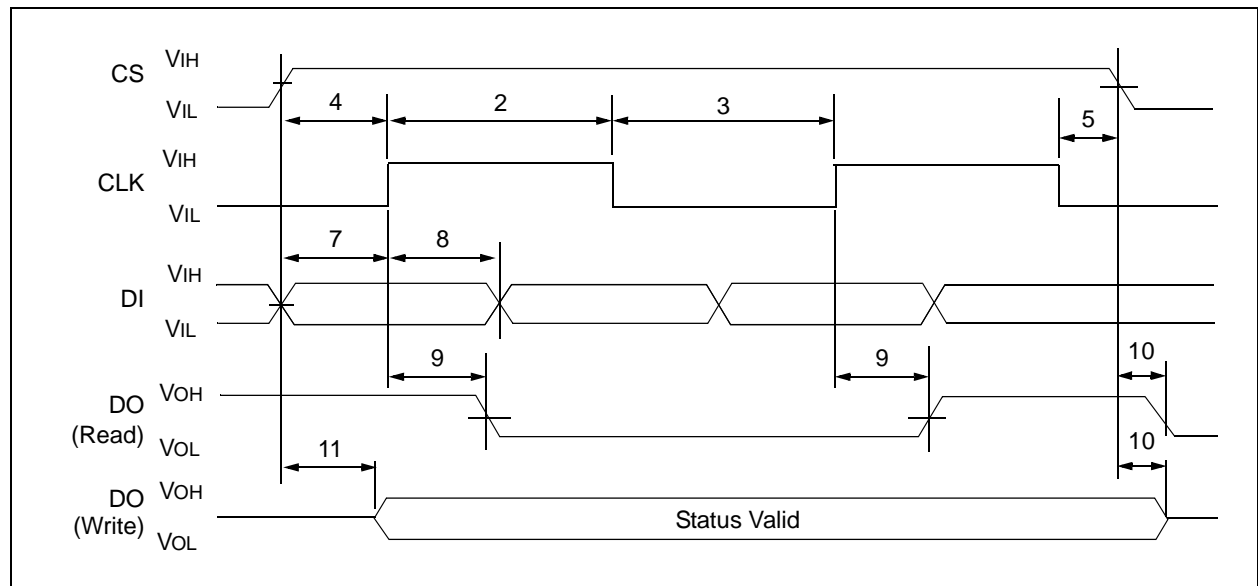 CS
VIH
VIL
4
2
3
5
CLK
VIH
VIL
7
8
DI
VIH
VIL
9
9
10
DO
(Read)
VOH
VOL
11
10
DO
(Write)
VOH
VOL
Status Valid